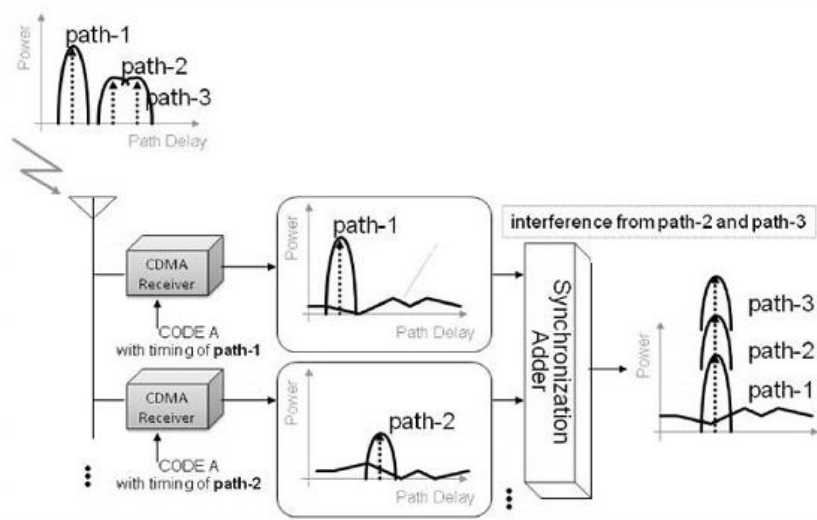 Power
path-1
path-2
path-3
Path Delay
CDMA
Receiver
CODE A
with timing of path-1
Power
path-1
Path Delay
interference from path-2 and path-3
CDMA
Receiver
CODE A
with timing of path-2
Power
path-2
Path Delay
Synchronization
Adder
Power
path-3
path-2
path-1
Path Delay